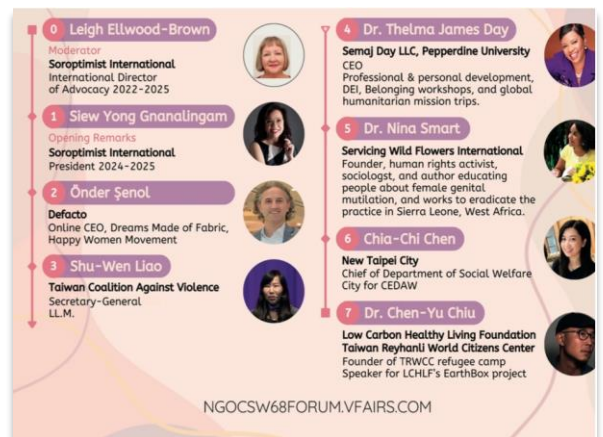 0 Leigh Ellwood-Brown
Moderator
Soroptimist International
International Director
of Advocacy 2022-2025
1 Siew Yong Gnanalingam
Opening Remarks
Soroptimist International
President 2024-2025
2 Önder Şenol
Defacto
Online CEO, Dreams Made of Fabric,
Happy Women Movement
3 Shu-Wen Liao
Taiwan Coalition Against Violence
Secretary-General
LL.M.
4 Dr. Thelma James Day
Semaj Day LLC, Pepperdine University
CEO
Professional & personal development,
DEI, Belonging workshops, and global
humanitarian mission trips.
5 Dr. Nina Smart
Servicing Wild Flowers International
Founder, human rights activist,
sociologst, and author educating
people about female genital
mutilation, and works to eradicate the
practice in Sierra Leone, West Africa.
6 Chia-Chi Chen
New Taipei City
Chief of Department of Social Welfare
City for CEDAW
7 Dr. Chen-Yu Chiu
Low Carbon Healthy Living Foundation
Taiwan Reyhanli World Citizens Center
Founder of TRWCC refugee camp
Speaker for LCHLF's EarthBox project
NGOCSW68FORUM.VFAIRS.COM